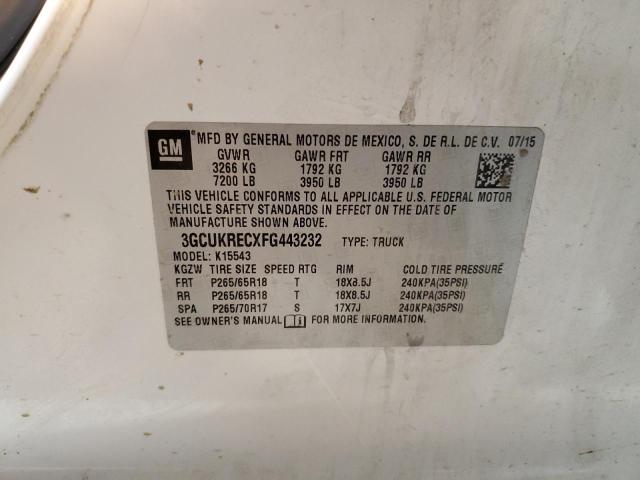 GM
*MFD BY GENERAL MOTORS DE MEXICO, S. DE R.L. DE C.V. 07/15
GVWR GAWR FRT GAWR RR
3266 KG 1792 KG 1792 KG
7200 LB 3950 LB 3950 LB
THIS VEHICLE CONFORMS TO ALL APPLICABLE U.S. FEDERAL MOTOR
VEHICLE SAFETY STANDARDS IN EFFECT ON THE DATE OF
MANUFACTURE SHOWN ABOVE.
3GCUKRECXFG443232 TYPE: TRUCK
MODEL: K15543
KGZW TIRE SIZE SPEED RTG RIM COLD TIRE PRESSURE
FRT P265/65R18 T 18X8.5J 240KPA(35PSI)
RR P265/65R18 T 18X8.5J 240KPA(35PSI)
SPA P265/70R17 S 17X7J 240KPA(35PSI)
SEE OWNER'S MANUAL FOR MORE INFORMATION.